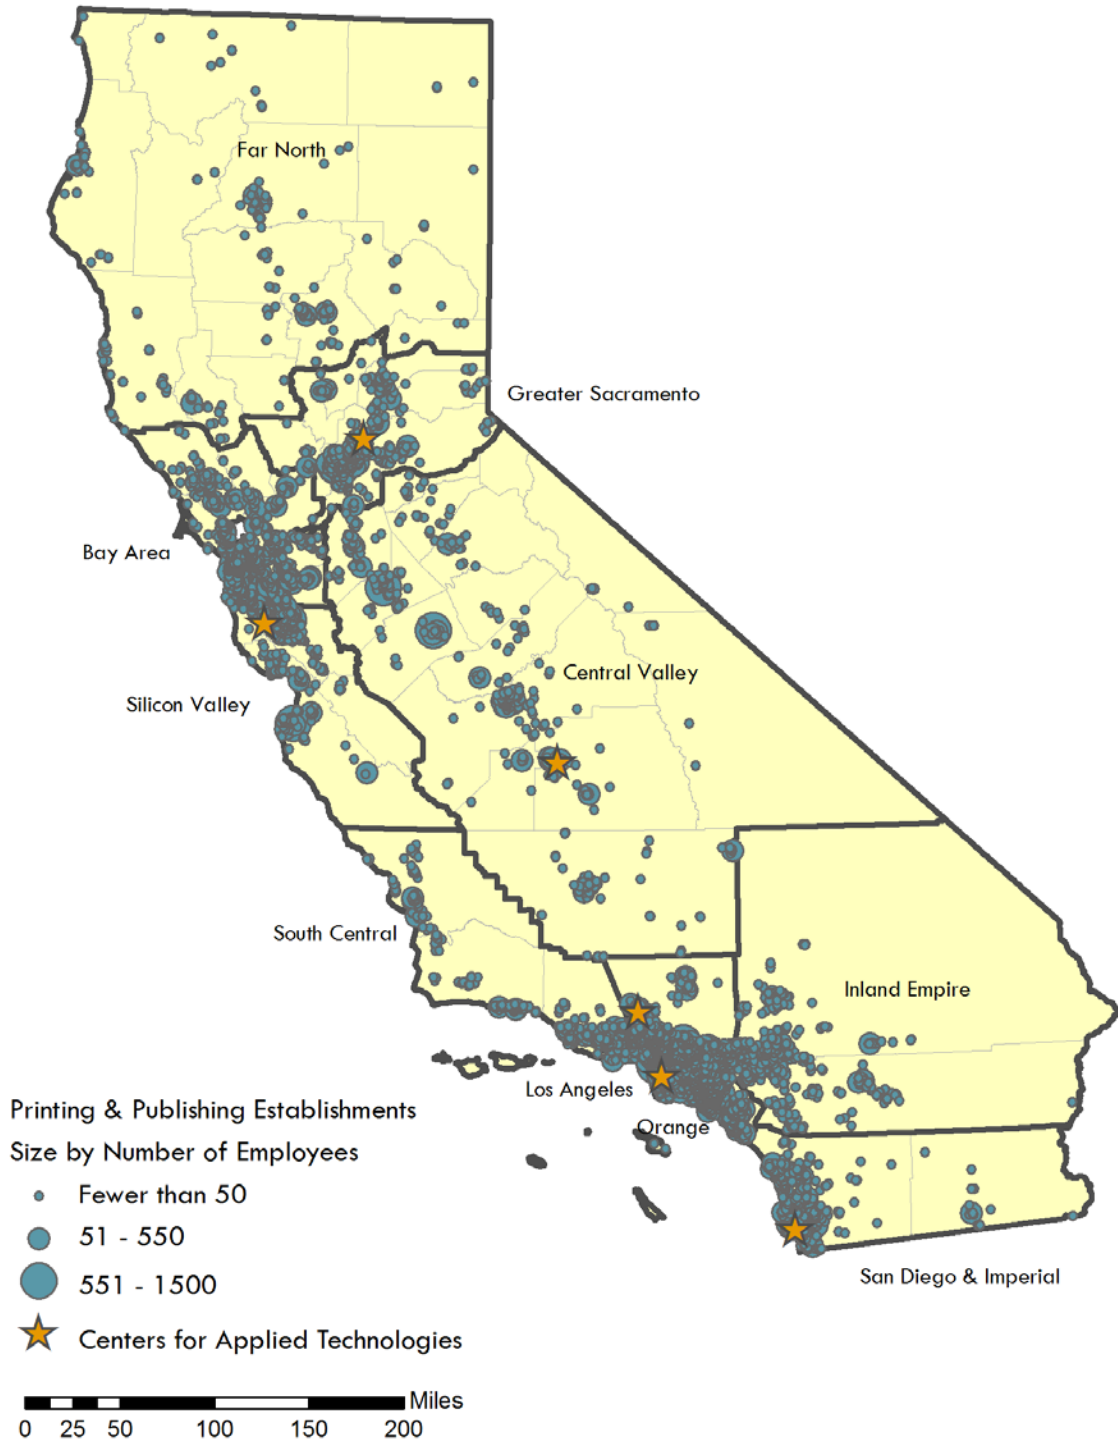 Far North
Greater Sacramento
Bay Area
Central Valley
Silicon Valley
South Central
Inland Empire
Los Angeles
Orange
San Diego & Imperial
Printing & Publishing Establishments
Size by Number of Employees
Fewer than 50
51 - 550
551 - 1500
Centers for Applied Technologies
Miles
0 25 50 100 150 200